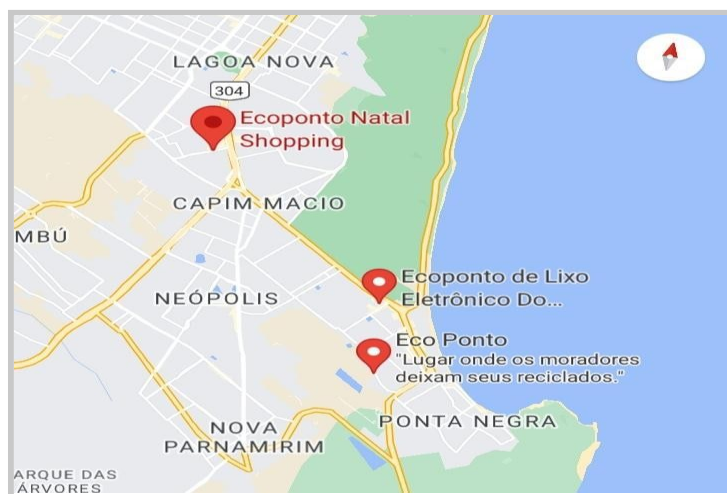 LAGOA NOVA
304
Ecoponto Natal
Shopping
CAPIM MACIO
MBÚ
Ecoponto de Lixo
Eletrônico Do...
NEÓPOLIS
Eco Ponto
"Lugar onde os moradores
deixam seus reciclados."
PONTA NEGRA
NOVA
PARNAMIRIM
ARQUE DAS
ÁRVORES